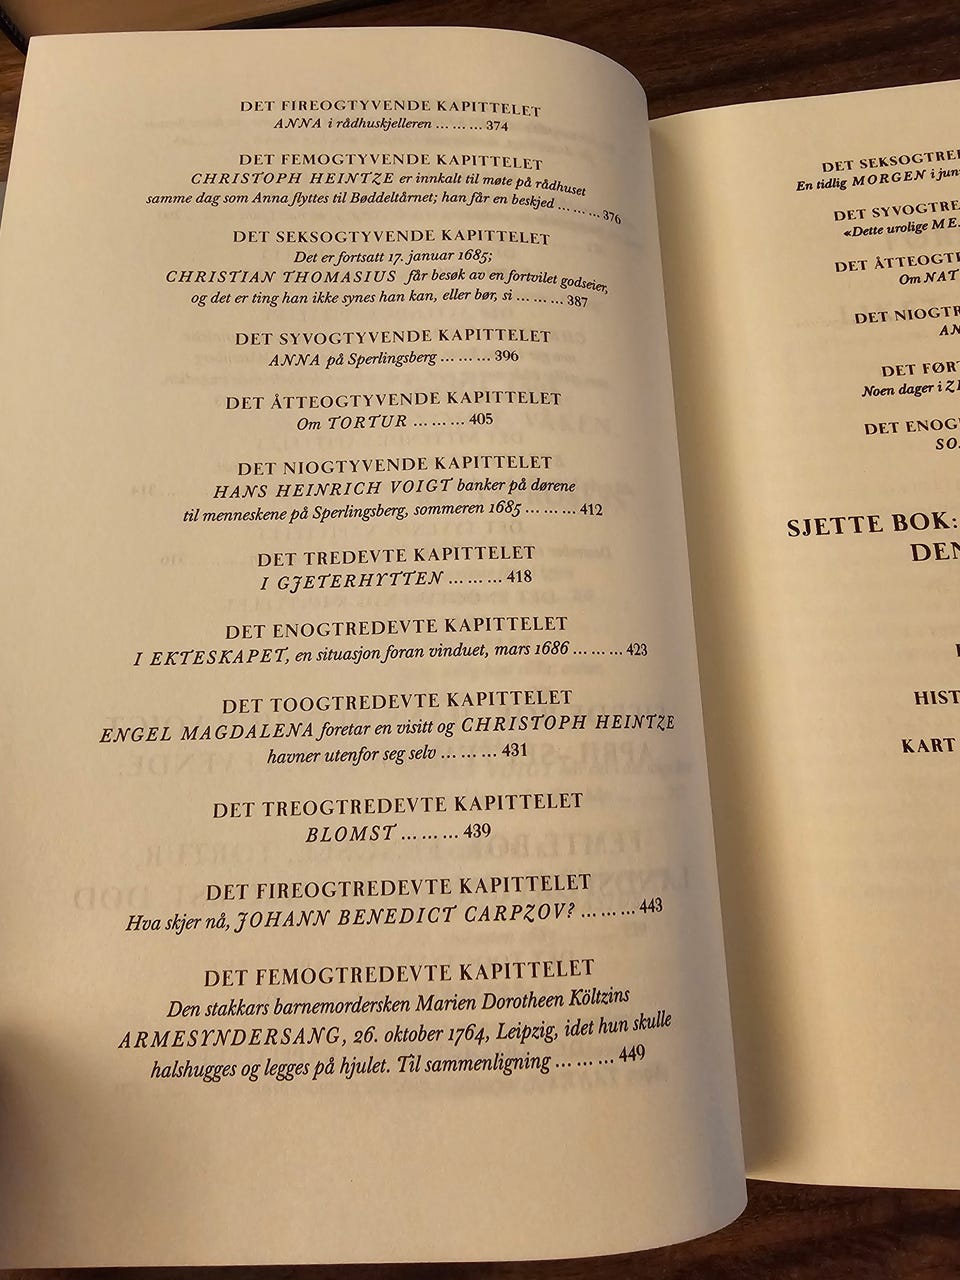 DET FIREOGTYVENDE KAPITTELET
ANNA i rådhuskjelleren ... ... ... 374
DET FEMOGTYVENDE KAPITTELET
CHRISTOPH HEINTZE er innkalt til møte på rådhuset
samme dag som Anna flyttes til Bøddeltårnet; han får en beskjed ... ... ... 376
DET SEKSOGTYVENDE KAPITTELET
Det er fortsatt 17. januar 1685;
CHRISTIAN THOMASIUS får besøk av en fortvilet godseier,
og det er ting han ikke synes han kan, eller bør, si ... ... ... 387
DET SYVOGTYVENDE KAPITTELET
ANNA på Sperlingsberg ... ... ... 396
DET ÅTTEOGTYVENDE KAPITTELET
Om TORTUR ... ... ... 405
DET NIOGTYVENDE KAPITTELET
HANS HEINRICH VOIGT banker på dørene
til menneskene på Sperlingsberg, sommeren 1685 ... ... ... 412
DET TREDEVTE KAPITTELET
I GJETERHYTTEN ... ... ... 418
DET ENOGTREDEVTE KAPITTELET
I EKTESKAPET, en situasjon foran vinduet, mars 1686 ... ... ... 423
DET TOOGTREDEVTE KAPITTELET
ENGEL MAGDALENA foretar en visitt og CHRISTOPH HEINTZE
havner utenfor seg selv ... ... ... 431
DET TREOGTREDEVTE KAPITTELET
BLOMST ... ... ... 439
DET FIREOGTREDEVTE KAPITTELET
Hva skjer nå, JOHANN BENEDICT CARPZOV? ... ... ... 443
DET FEMOGTREDEVTE KAPITTELET
Den stakkars barnemordersken Marien Dorotheen Költzins
ARMESYNDERSANG, 26. oktober 1764, Leipzig, idet hun skulle
halshugges og legges på hjulet. Til sammenligning ... ... ... 449
DET SEKSOGTRE
En tidlig MORGEN i
DET SYVOGTRE
«Dette urolige
DET ÅTTEOGT
Om NAT
DET NIOGTR
AN
DET FØR
Noen dager i
DET ENOG
SO
SJETTE BOK:
DEN
HIST
KART